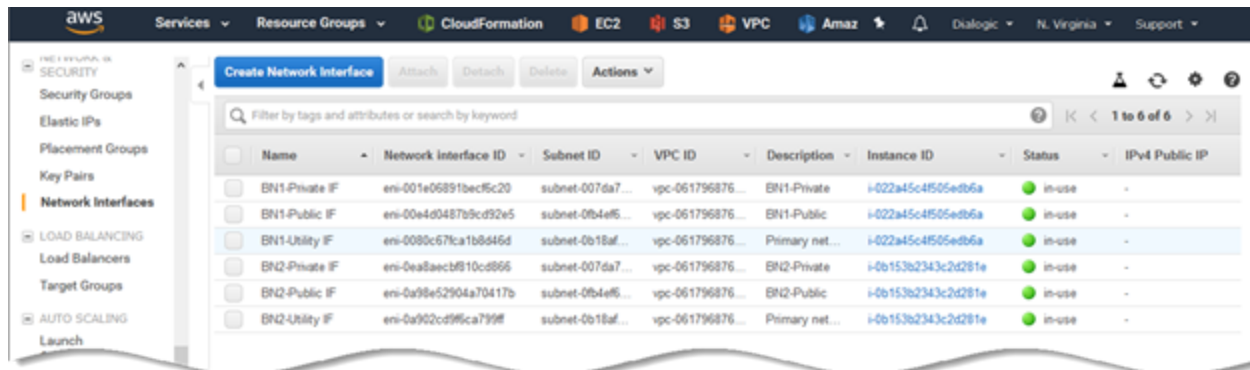 aws Services Resource Groups CloudFormation EC2 S3 VPC Amaz Dialogic N. Virginia Support
NETWORK & SECURITY
Security Groups
Elastic IPs
Placement Groups
Key Pairs
Network Interfaces
LOAD BALANCING
Load Balancers
Target Groups
AUTO SCALING
Launch
Create Network Interface Attach Detach Delete Actions
Filter by tags and attributes or search by keyword 1 to 6 of 6
Name Network interface ID Subnet ID VPC ID Description Instance ID Status IPv4 Public IP
BN1-Private IF eni-001e06891becf6c20 subnet-007da7... vpc-061796876... BN1-Private i-022a45c4f505edb6a in-use -
BN1-Public IF eni-00e4d0487b9cd92e5 subnet-0fb4ef6... vpc-061796876... BN1-Public i-022a45c4f505edb6a in-use -
BN1-Utility IF eni-0080c67fca1b8d46d subnet-0b18af... vpc-061796876... Primary net... i-022a45c4f505edb6a in-use -
BN2-Private IF eni-0ea8aecbf810cd866 subnet-007da7... vpc-061796876... BN2-Private i-0b153b2343c2d281e in-use -
BN2-Public IF eni-0a98e52904a70417b subnet-0fb4ef6... vpc-061796876... BN2-Public i-0b153b2343c2d281e in-use -
BN2-Utility IF eni-0a902cd9f6ca799ff subnet-0b18af... vpc-061796876... Primary net... i-0b153b2343c2d281e in-use -